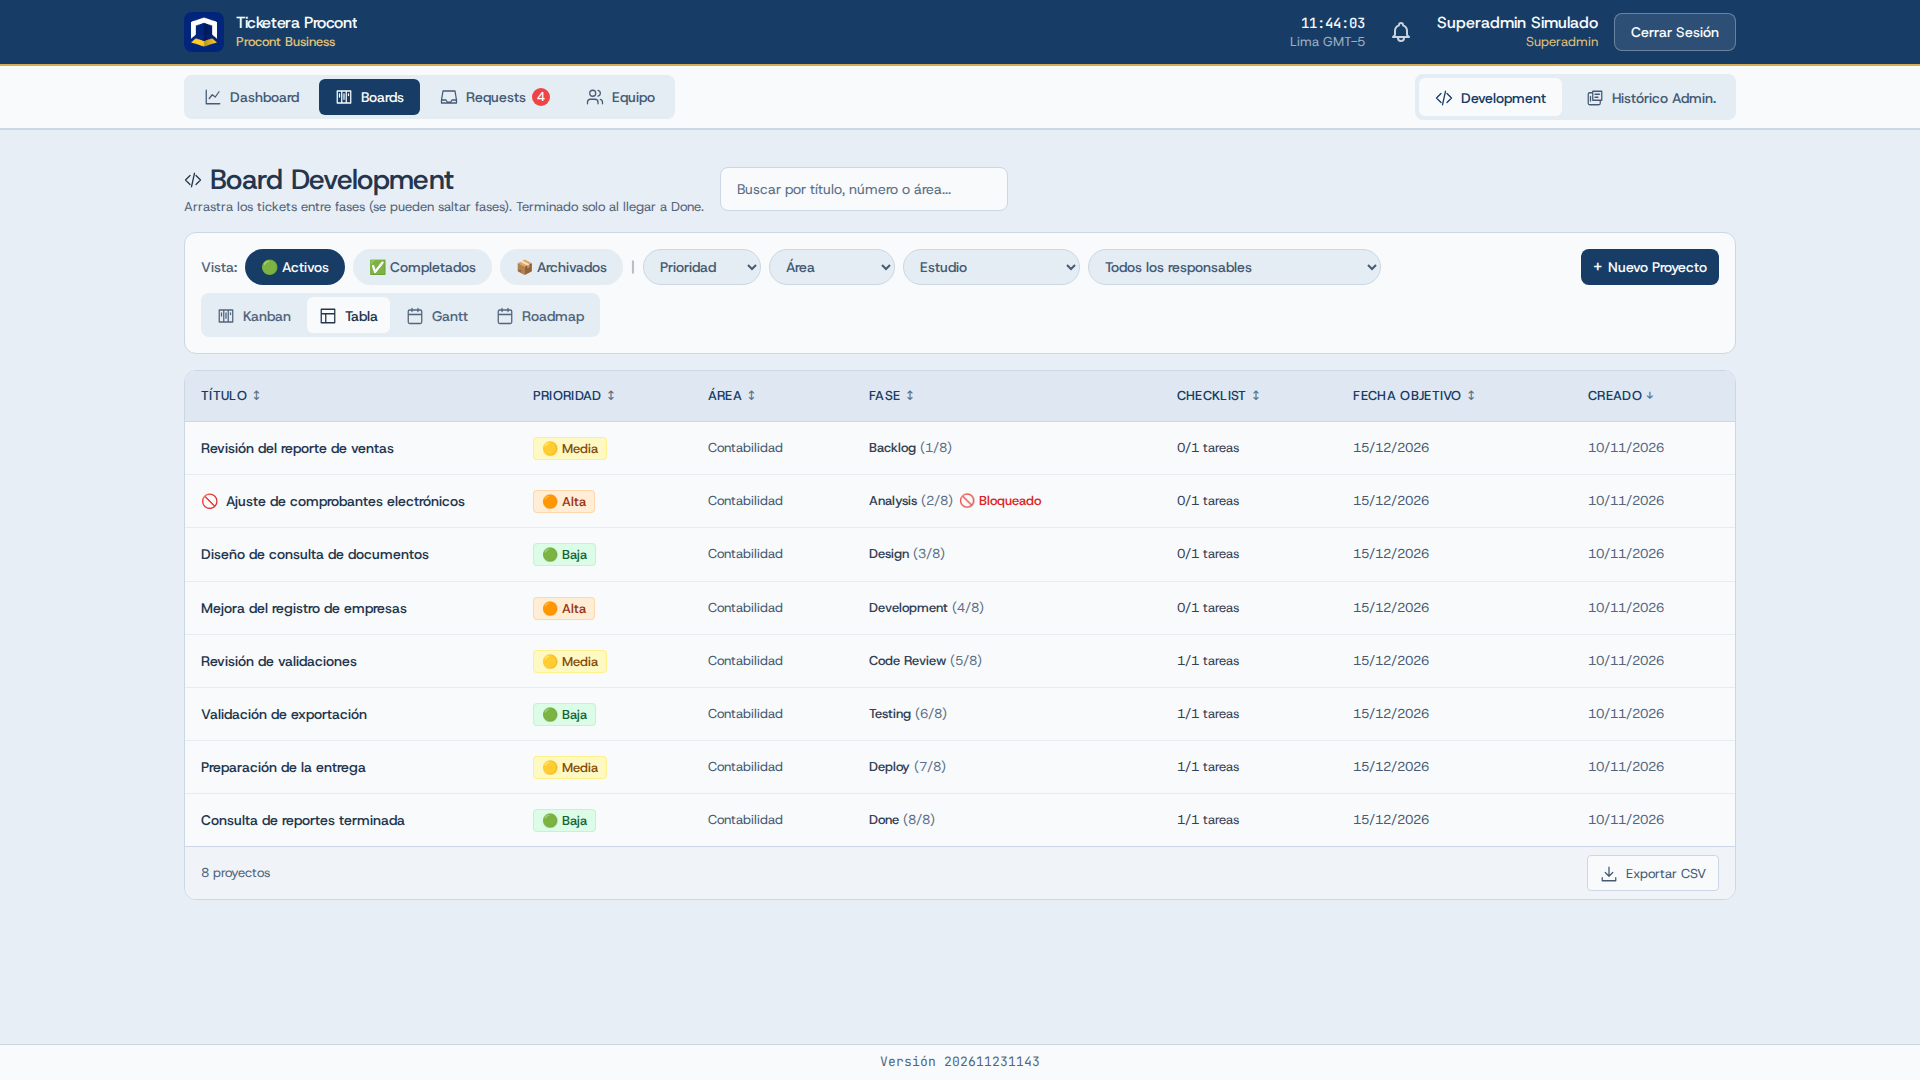 Ticketera Procont
Procont Business
11:44:03
Lima GMT-5
Superadmin Simulado
Superadmin
Cerrar Sesión
Dashboard
Boards
Requests 4
Equipo
Development
Histórico Admin.
Board Development
Arrastra los tickets entre fases (se pueden saltar fases). Terminado solo al llegar a Done.
Buscar por título, número o área...
Vista: Activos Completados Archivados | Prioridad Área Estudio Todos los responsables + Nuevo Proyecto
Kanban Tabla Gantt Roadmap
TÍTULO ↕ PRIORIDAD ↕ ÁREA ↕ FASE ↕ CHECKLIST ↕ FECHA OBJETIVO ↕ CREADO ↓
Revisión del reporte de ventas Media Contabilidad Backlog (1/8) 0/1 tareas 15/12/2026 10/11/2026
Ajuste de comprobantes electrónicos Alta Contabilidad Analysis (2/8) Bloqueado 0/1 tareas 15/12/2026 10/11/2026
Diseño de consulta de documentos Baja Contabilidad Design (3/8) 0/1 tareas 15/12/2026 10/11/2026
Mejora del registro de empresas Alta Contabilidad Development (4/8) 0/1 tareas 15/12/2026 10/11/2026
Revisión de validaciones Media Contabilidad Code Review (5/8) 1/1 tareas 15/12/2026 10/11/2026
Validación de exportación Baja Contabilidad Testing (6/8) 1/1 tareas 15/12/2026 10/11/2026
Preparación de la entrega Media Contabilidad Deploy (7/8) 1/1 tareas 15/12/2026 10/11/2026
Consulta de reportes terminada Baja Contabilidad Done (8/8) 1/1 tareas 15/12/2026 10/11/2026
8 proyectos
Exportar CSV
Versión 202611231143